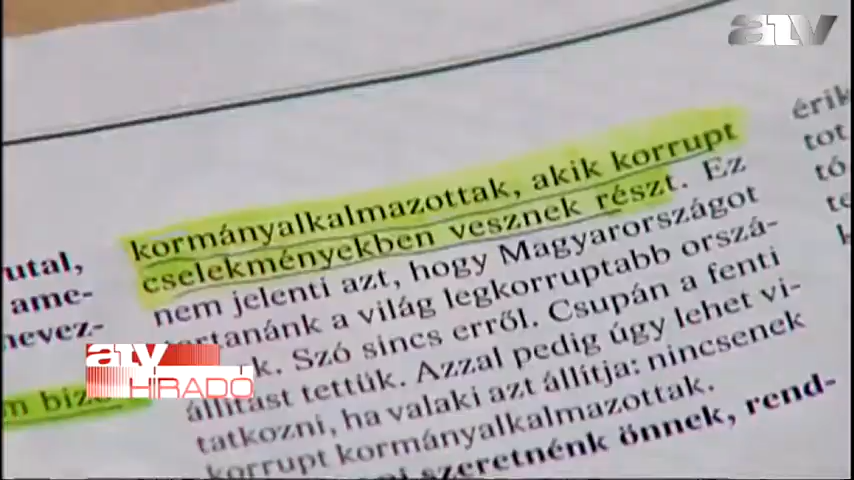 atv
kormányalkalmazottak, akik korrupt
cselekményekben vesznek részt. Ez
nem jelenti azt, hogy Magyarországot
tartanánk a világ legkorruptabb orszá-
k. Szó sincs erről. Csupán a fenti
állítást tettük. Azzal pedig úgy lehet vi-
tatkozni, ha valaki azt állítja: nincsenek
korrupt kormányalkalmazottak.
szeretnénk önnek, rend-
utal,
ame-
nevez-
m bizo
érik
tot
tó
te
k
atv
HIRADO